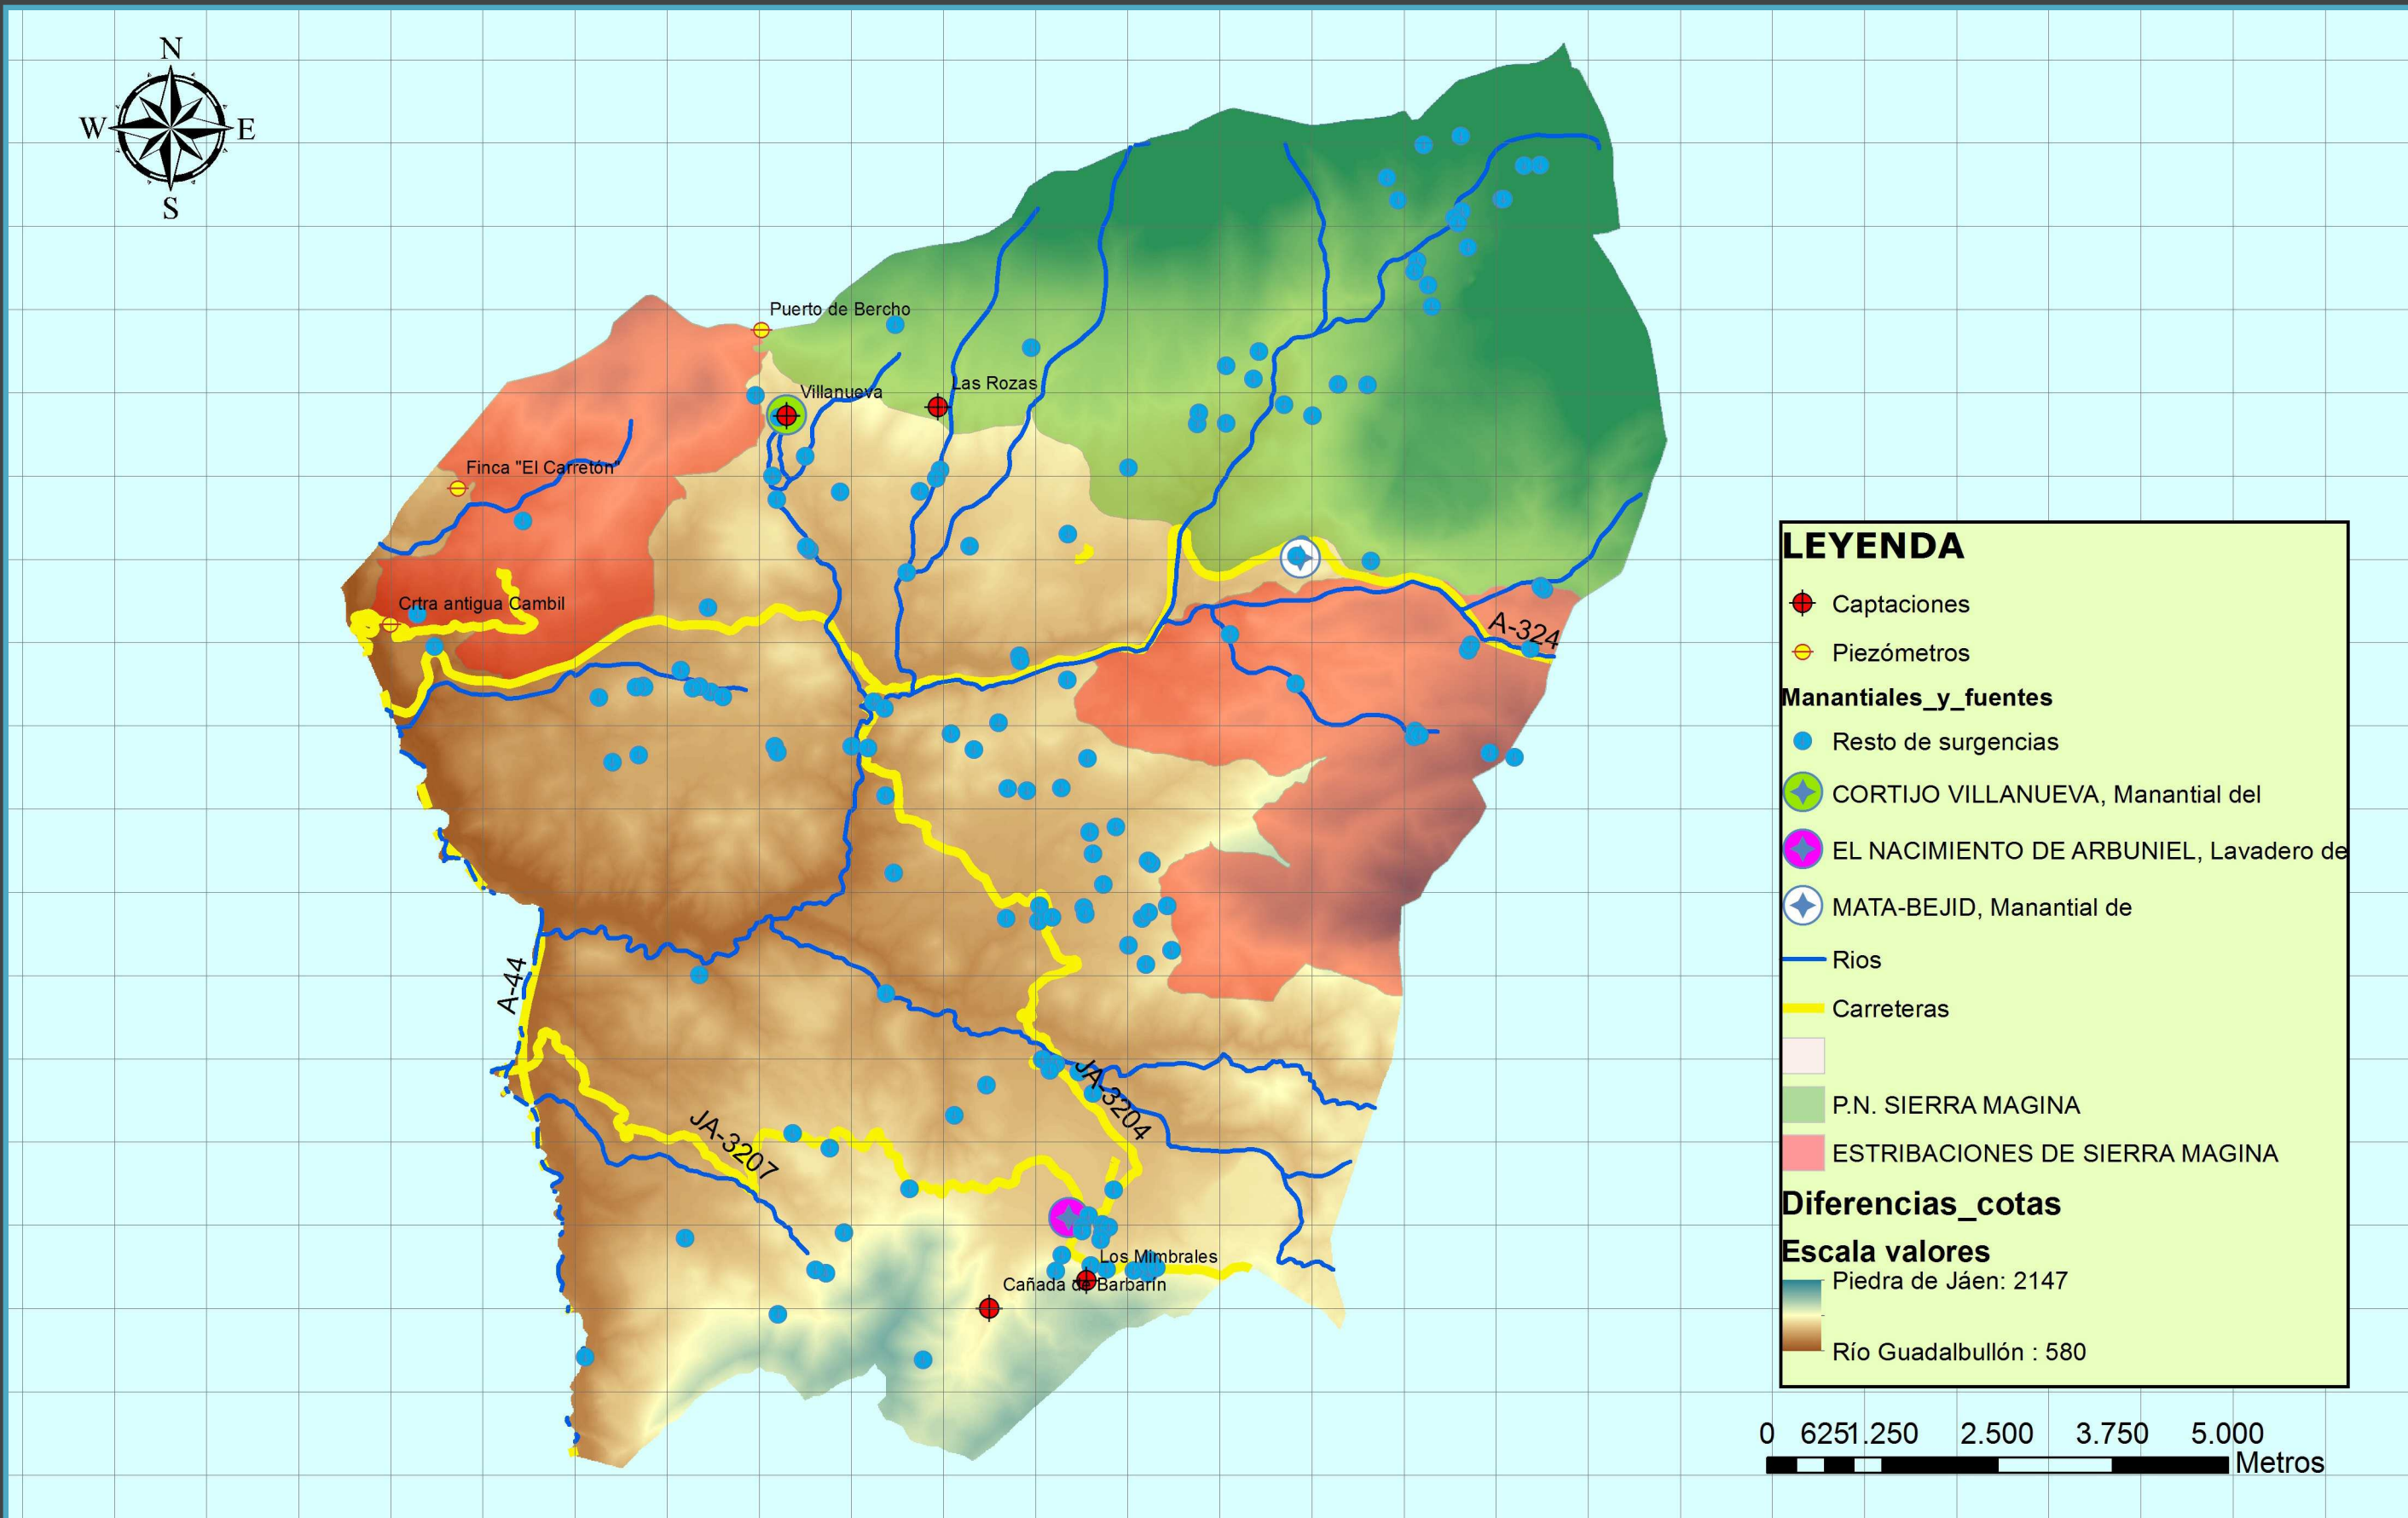 N
W E
S
Puerto de Bercho
Villanueva
Las Rozas
Finca "El Carretón"
Crtra antigua Cambil
A-324
A-44
JA-3204
JA-3207
Los Mimbrales
Cañada de Barbarín
LEYENDA
Captaciones
Piezómetros
Manantiales_y_fuentes
Resto de surgencias
CORTIJO VILLANUEVA, Manantial del
EL NACIMIENTO DE ARBUNIEL, Lavadero de
MATA-BEJID, Manantial de
Rios
Carreteras
P.N. SIERRA MAGINA
ESTRIBACIONES DE SIERRA MAGINA
Diferencias_cotas
Escala valores
Piedra de Jáen: 2147
Río Guadalbullón : 580
0 625 1.250 2.500 3.750 5.000
Metros